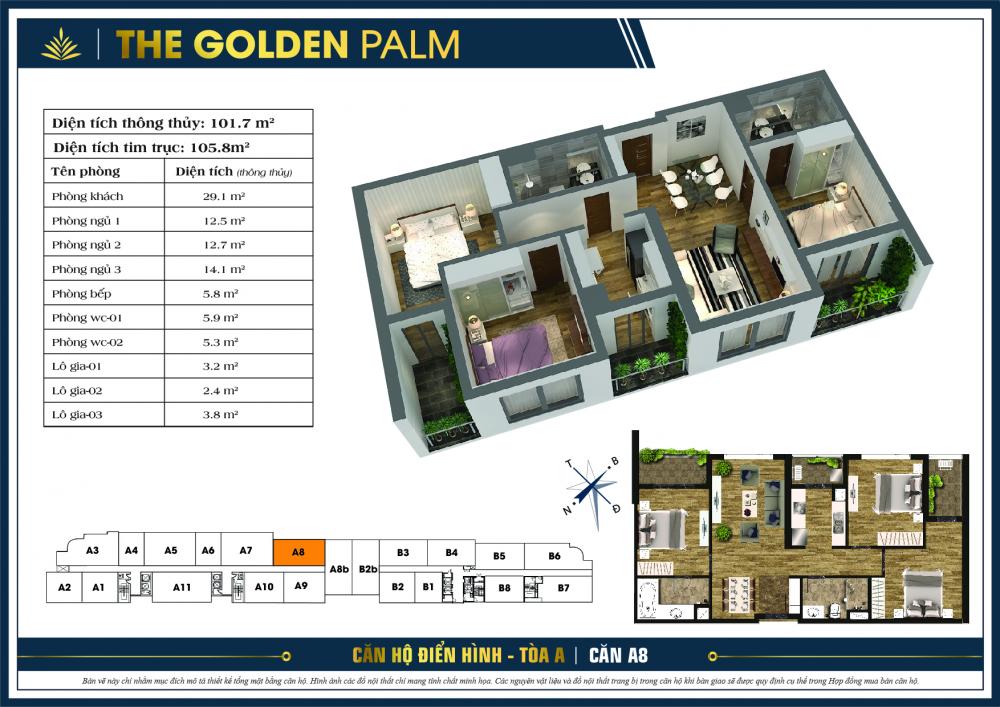 THE GOLDEN PALM
Diện tích thông thủy: 101.7 m²
Diện tích tim trục: 105.8m²
Tên phòng Diện tích (thông thủy)
Phòng khách 29.1 m²
Phòng ngủ 1 12.5 m²
Phòng ngủ 2 12.7 m²
Phòng ngủ 3 14.1 m²
Phòng bếp 5.8 m²
Phòng wc-01 5.9 m²
Phòng wc-02 5.3 m²
Lô gia-01 3.2 m²
Lô gia-02 2.4 m²
Lô gia-03 3.8 m²
T B
N Đ
A3 A4 A5 A6 A7 A8 A8b B2b B3 B4 B5 B6
A2 A1 A11 A10 A9 B2 B1 B8 B7
CĂN HỘ ĐIỂN HÌNH - TÒA A | CĂN A8
Bản vẽ này chỉ nhằm mục đích mô tả thiết kế tổng mặt bằng căn hộ. Hình ảnh các đồ nội thất chỉ mang tính chất minh họa. Các nguyên vật liệu và đồ nội thất trang bị trong căn hộ khi bàn giao sẽ được quy định cụ thể trong Hợp đồng mua bán căn hộ.